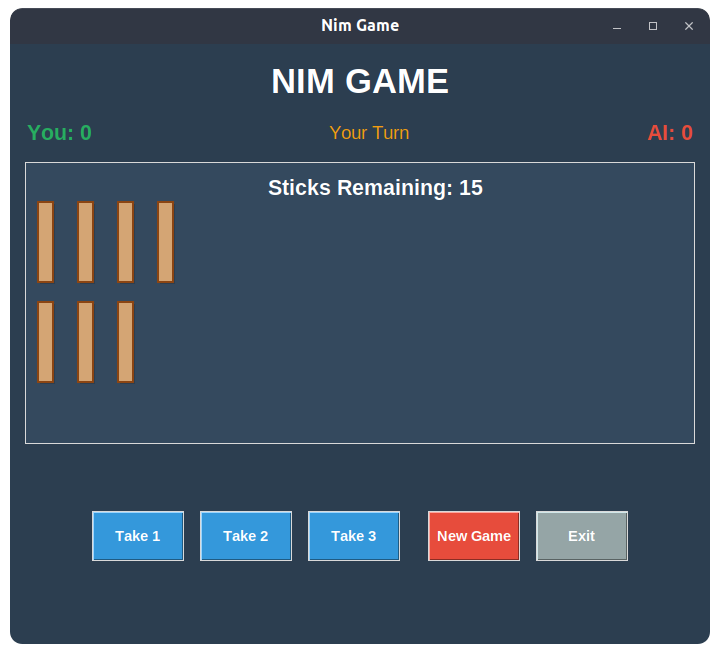 Nim Game
NIM GAME
You: 0 Your Turn AI: 0
Sticks Remaining: 15
Take 1 Take 2 Take 3 New Game Exit